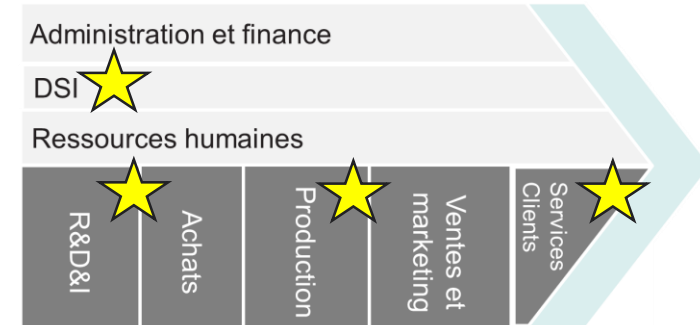 Administration et finance
DSI
Ressources humaines
R&D&I
Achats
Production
Ventes et
marketing
Services
Clients